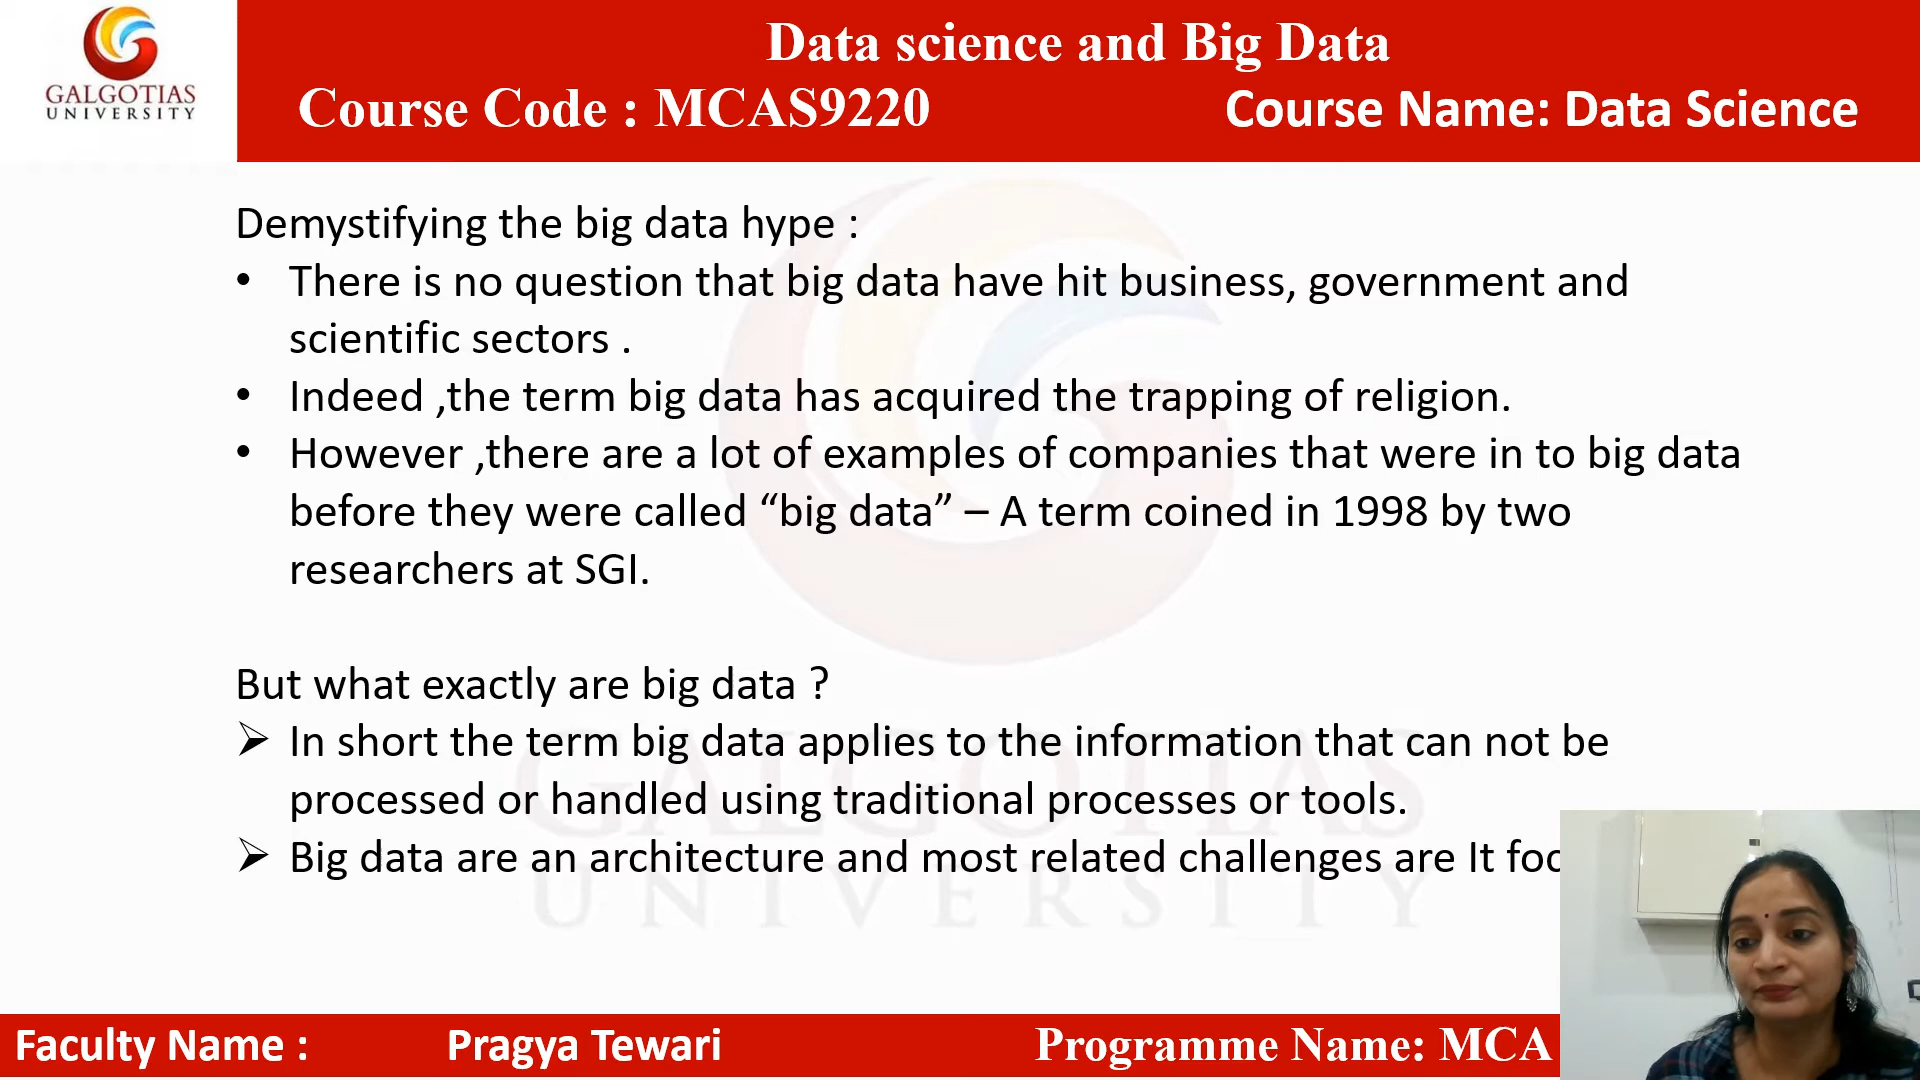 GALGOTIAS
UNIVERSITY
Data science and Big Data
Course Code : MCAS9220
Course Name: Data Science
Demystifying the big data hype :
• There is no question that big data have hit business, government and
scientific sectors .
• Indeed ,the term big data has acquired the trapping of religion.
• However ,there are a lot of examples of companies that were in to big data
before they were called “big data” – A term coined in 1998 by two
researchers at SGI.
But what exactly are big data ?
➢ In short the term big data applies to the information that can not be
processed or handled using traditional processes or tools.
➢ Big data are an architecture and most related challenges are It
GALGOTIAS
UNIVERSITY
Faculty Name : Pragya Tewari
Programme Name: MCA